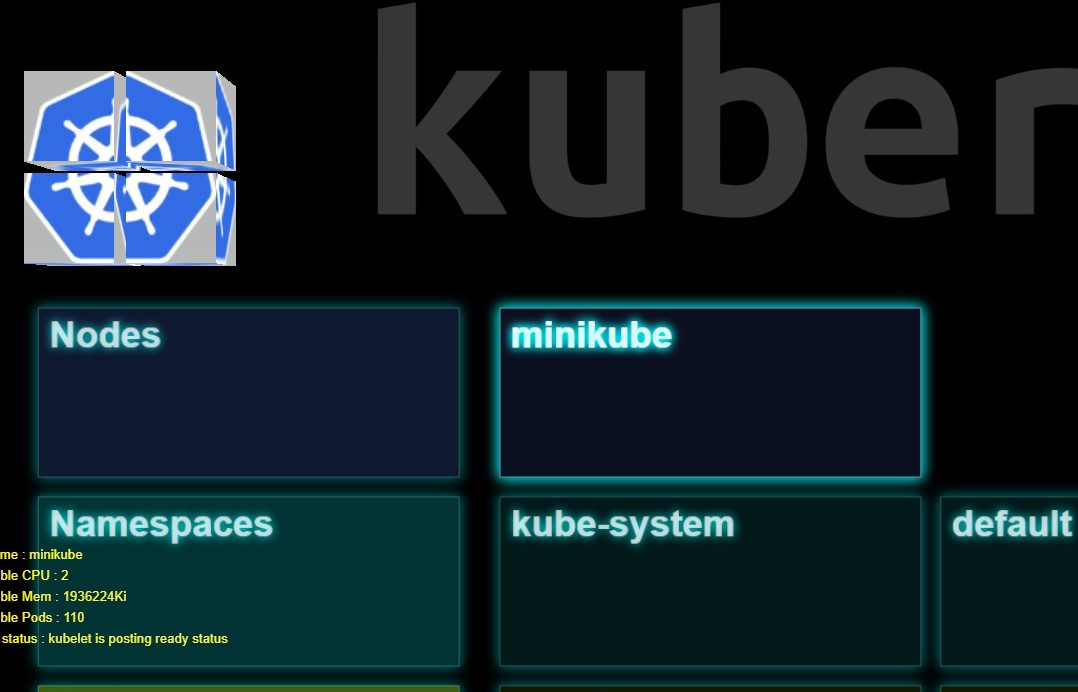 kuber
Nodes
minikube
Namespaces
kube-system
default
me : minikube
ble CPU : 2
ble Mem : 1936224Ki
ble Pods : 110
status : kubelet is posting ready status